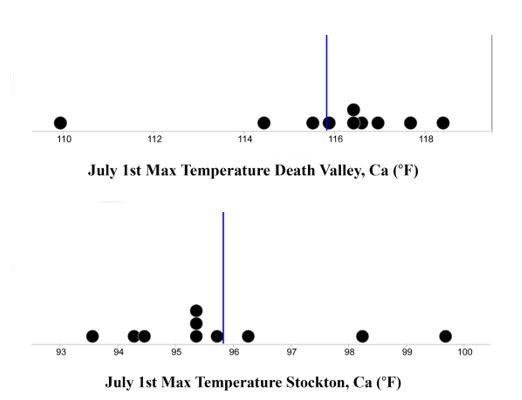 110 112 114 116 118
July 1st Max Temperature Death Valley, Ca (°F)
93 94 95 96 97 98 99 100
July 1st Max Temperature Stockton, Ca (°F)